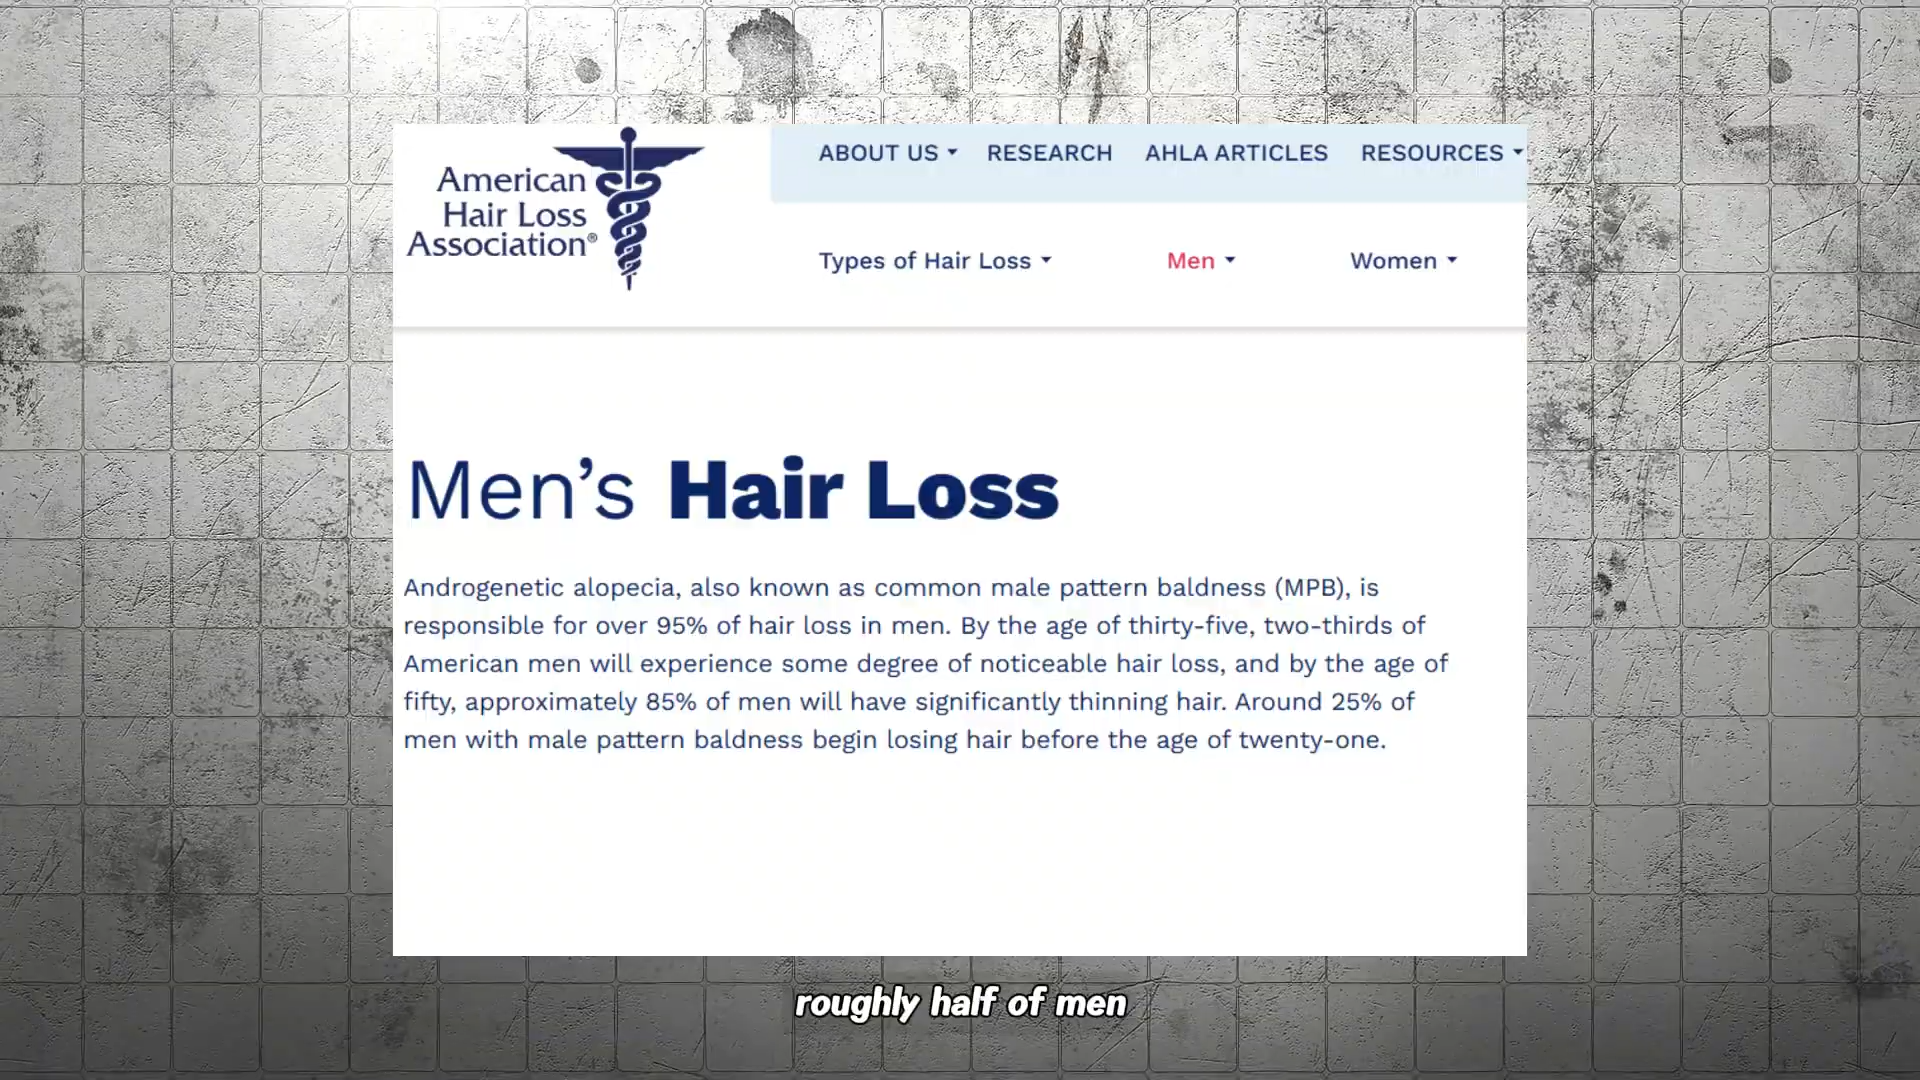 American
Hair Loss
Association®
ABOUT US RESEARCH AHLA ARTICLES RESOURCES
Types of Hair Loss Men Women
Men’s Hair Loss
Androgenetic alopecia, also known as common male pattern baldness (MPB), is
responsible for over 95% of hair loss in men. By the age of thirty-five, two-thirds of
American men will experience some degree of noticeable hair loss, and by the age of
fifty, approximately 85% of men will have significantly thinning hair. Around 25% of
men with male pattern baldness begin losing hair before the age of twenty-one.
roughly half of men